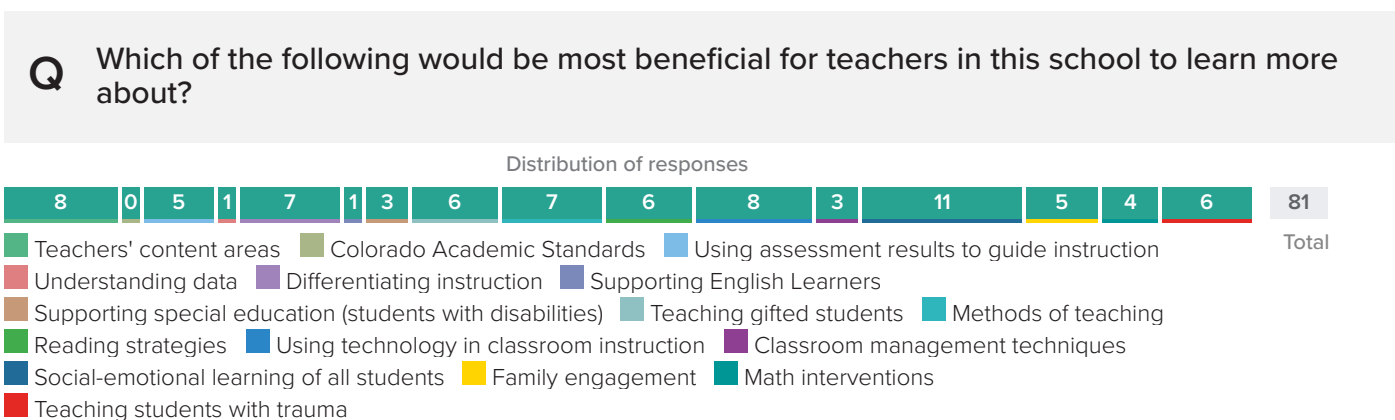 Q Which of the following would be most beneficial for teachers in this school to learn more
about?
Distribution of responses
8 0 5 1 7 1 3 6 7 6 8 3 11 5 4 6 81
Teachers' content areas Colorado Academic Standards Using assessment results to guide instruction Total
Understanding data Differentiating instruction Supporting English Learners
Supporting special education (students with disabilities) Teaching gifted students Methods of teaching
Reading strategies Using technology in classroom instruction Classroom management techniques
Social-emotional learning of all students Family engagement Math interventions
Teaching students with trauma